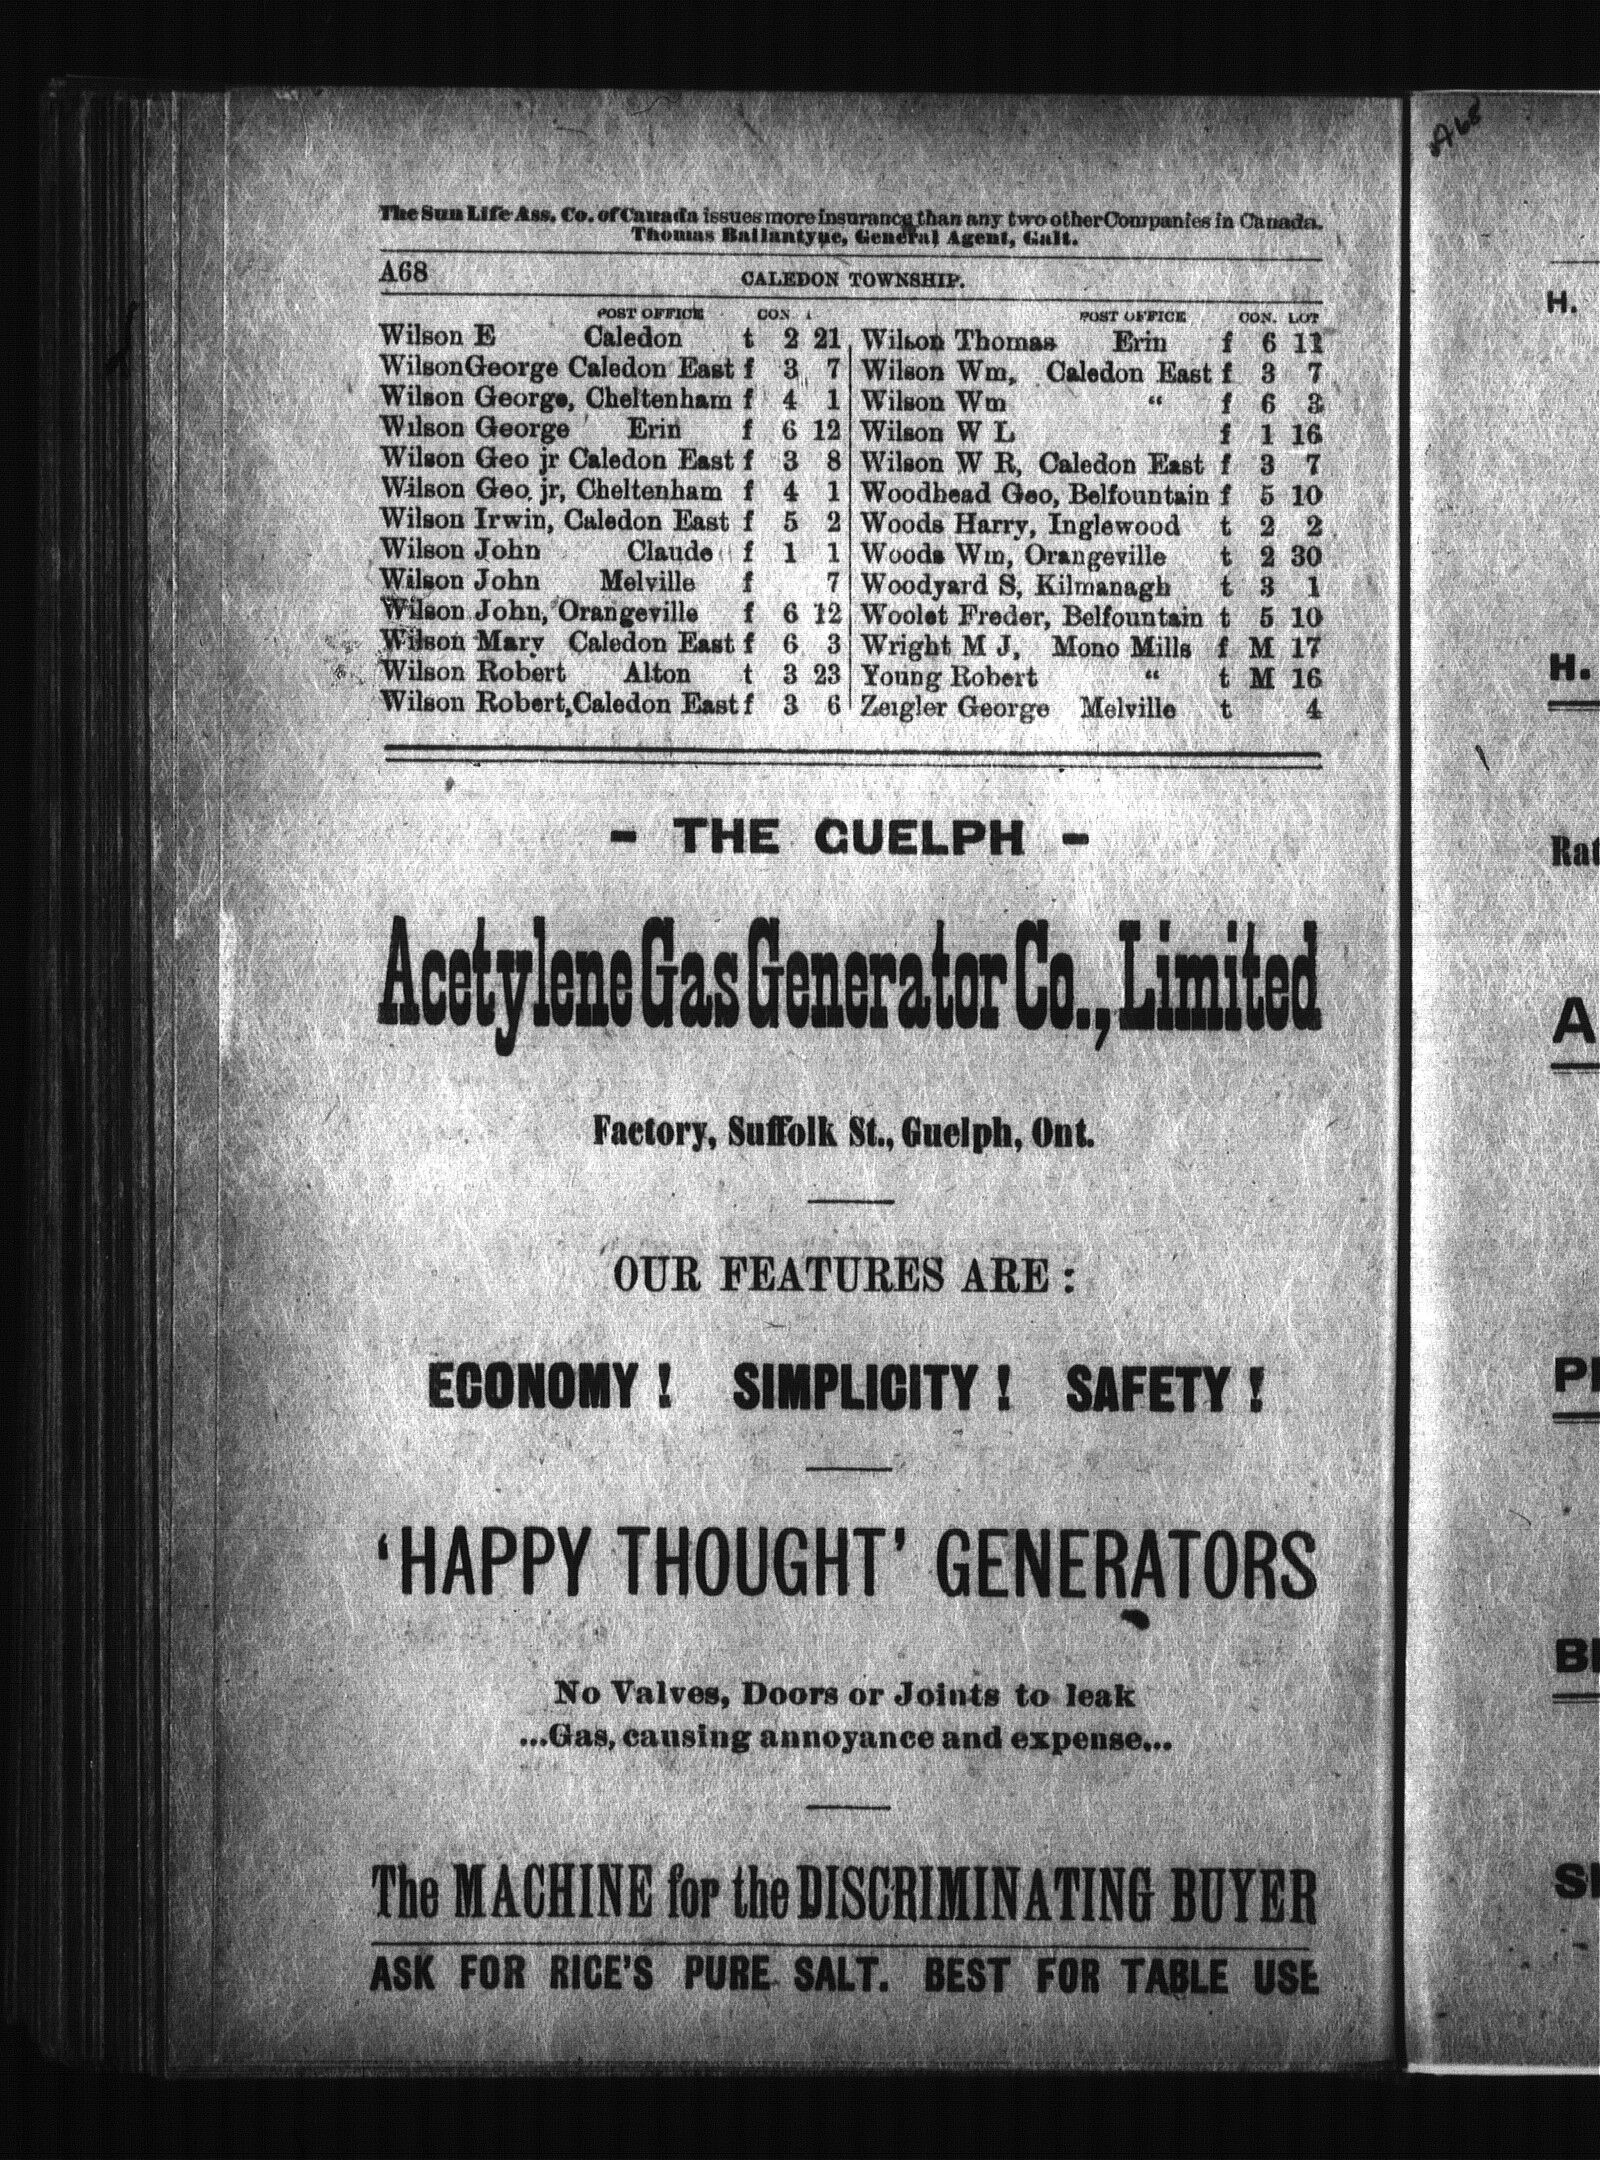 The Sun Life Ass. Co. of Canada issues more insurance than any two other Companies in Canada.
Thomas Ballantyne, General Agent, Galt.
A68
CALEDON TOWNSHIP.
POST OFFICE CON
Wilson E Caledon t 2 21
WilsonGeorge Caledon East f 3 7
Wilson George, Cheltenham f 4 1
Wilson George Erin f 6 12
Wilson Geo jr Caledon East f 3 8
Wilson Geo. jr, Cheltenham f 4 1
Wilson Irwin, Caledon East f 5 2
Wilson John Claude f 1 1
Wilson John Melville f 7
Wilson John, Orangeville f 6 12
Wilson Mary Caledon East f 6 3
Wilson Robert Alton t 3 23
Wilson Robert, Caledon East f 3 6
POST OFFICE CON. LOT
Wilson Thomas Erin f 6 11
Wilson Wm, Caledon East f 3 7
Wilson Wm “ f 6 3
Wilson W L f 1 16
Wilson W R, Caledon East f 3 7
Woodhead Geo, Belfountain f 5 10
Woods Harry, Inglewood t 2 2
Woods Wm, Orangeville t 2 30
Woodyard S, Kilmanagh t 3 1
Woolet Freder, Belfountain t 5 10
Wright M J, Mono Mills f M 17
Young Robert “ t M 16
Zeigler George Melville t 4
- THE GUELPH -
Acetylene Gas Generator Co., Limited
Factory, Suffolk St., Guelph, Ont.
OUR FEATURES ARE :
ECONOMY ! SIMPLICITY ! SAFETY !
‘HAPPY THOUGHT’ GENERATORS
No Valves, Doors or Joints to leak
...Gas, causing annoyance and expense...
The MACHINE for the DISCRIMINATING BUYER
ASK FOR RICE'S PURE SALT. BEST FOR TABLE USE
A68
H.
H.